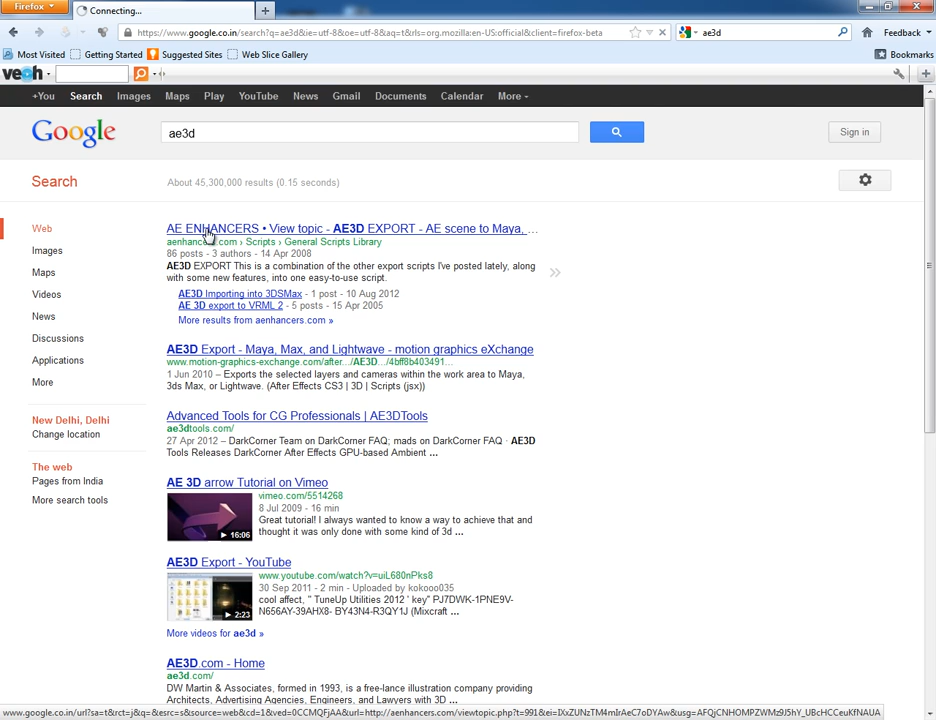 Firefox
Connecting...
https://www.google.co.in/search?q=ae3d&ie=utf-8&oe=utf-8&aq=t&rls=org.mozilla:en-US:official&client=firefox-beta
ae3d
Feedback
Most Visited
Getting Started
Suggested Sites
Web Slice Gallery
Bookmarks
veoh
+You Search Images Maps Play YouTube News Gmail Documents Calendar More
Google
ae3d
Sign in
Search
About 45,300,000 results (0.15 seconds)
Web
Images
Maps
Videos
News
Discussions
Applications
More
New Delhi, Delhi
Change location
The web
Pages from India
More search tools
AE ENHANCERS • View topic - AE3D EXPORT - AE scene to Maya, ...
aenhancers.com › Scripts › General Scripts Library
86 posts - 3 authors - 14 Apr 2008
AE3D EXPORT This is a combination of the other export scripts I've posted lately, along
with some new features, into one easy-to-use script.
AE3D Importing into 3DSMax - 1 post - 10 Aug 2012
AE 3D export to VRML 2 - 5 posts - 15 Apr 2005
More results from aenhancers.com »
AE3D Export - Maya, Max, and Lightwave - motion graphics eXchange
www.motion-graphics-exchange.com/after.../AE3D.../4bff8b403491...
1 Jun 2010 – Exports the selected layers and cameras within the work area to Maya,
3ds Max, or Lightwave. (After Effects CS3 | 3D | Scripts (jsx))
Advanced Tools for CG Professionals | AE3DTools
ae3dtools.com/
27 Apr 2012 – DarkCorner Team on DarkCorner FAQ; mads on DarkCorner FAQ · AE3D
Tools Releases DarkCorner After Effects GPU-based Ambient ...
AE 3D arrow Tutorial on Vimeo
vimeo.com/5514268
8 Jul 2009 - 16 min
Great tutorial! I always wanted to know a way to achieve that and
thought it was only done with some kind of 3d ...
16:06
AE3D Export - YouTube
www.youtube.com/watch?v=uiL680nPks8
30 Sep 2011 - 2 min - Uploaded by kokooo035
cool affect, " TuneUp Utilities 2012 ' key" PJ7DWK-1PNE9V-
N656AY-39AHX8- BY43N4-R3QY1J (Mixcraft ...
2:23
More videos for ae3d »
AE3D.com - Home
ae3d.com/
DW Martin & Associates, formed in 1993, is a free-lance illustration company providing
Architects, Advertising Agencies, Engineers, and Lawyers with 3D ...